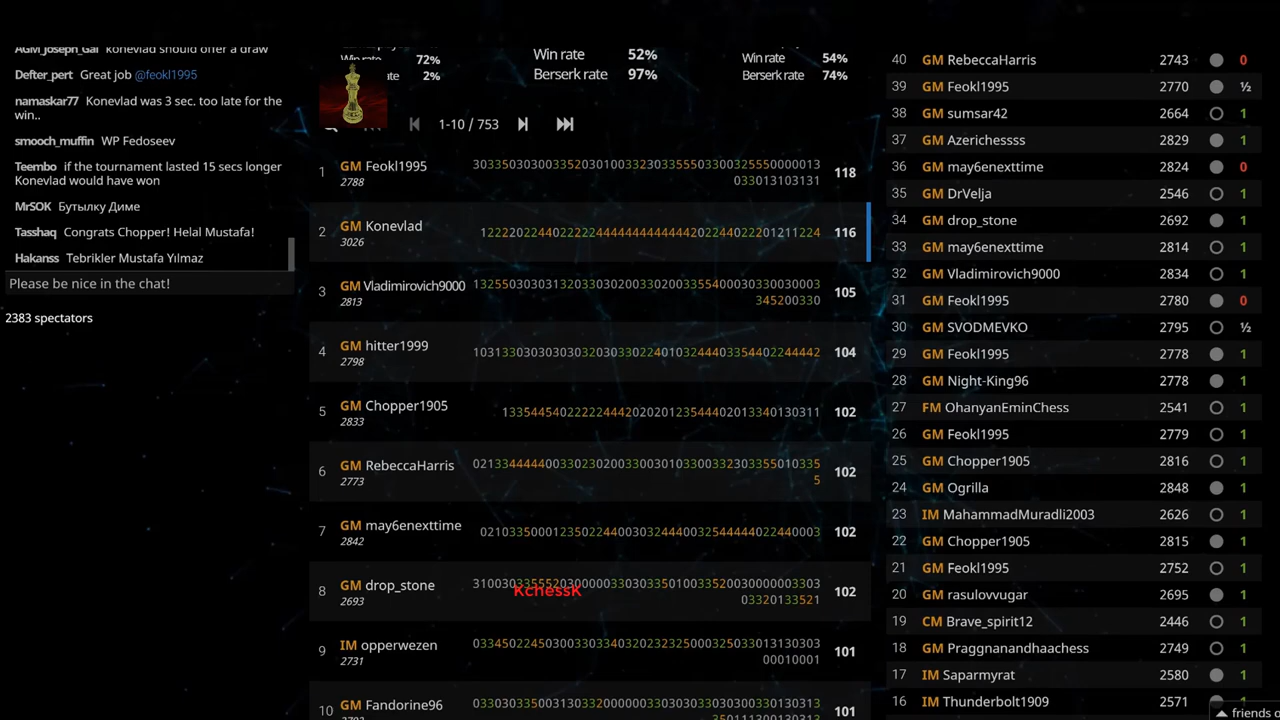 AGM Joseph_Gal konevlad should offer a draw
Defter_pert Great job @feokl1995
namaskar77 Konevlad was 3 sec. too late for the
win..
smooch_muffin WP Fedoseev
Teembo if the tournament lasted 15 secs longer
Konevlad would have won
MrSOK Бутылку Диме
Tasshaq Congrats Chopper! Helal Mustafa!
Hakanss Tebrikler Mustafa Yılmaz
Please be nice in the chat!
2383 spectators
72%
2%
Win rate 52%
Berserk rate 97%
Win rate 54%
Berserk rate 74%
1-10 / 753
1 GM Feokl1995 118
2788
2 GM Konevlad 12222022440222224444444444444202244022201211224 116
3026
3 GM Vladimirovich9000 105
2813
345200330
4 GM hitter1999 104
2798
5 GM Chopper1905 102
2833
6 GM RebeccaHarris 102
2773
5
7 GM may6enexttime 102
2842
8 GM drop_stone 102
2693
KchessK
9 IM opperwezen 101
2731
00010001
10 GM Fandorine96 101
40 GM RebeccaHarris 2743 0
39 GM Feokl1995 2770 ½
38 GM sumsar42 2664 1
37 GM Azerichessss 2829 1
36 GM may6enexttime 2824 0
35 GM DrVelja 2546 1
34 GM drop_stone 2692 1
33 GM may6enexttime 2814 1
32 GM Vladimirovich9000 2834 1
31 GM Feokl1995 2780 0
30 GM SVODMEVKO 2795 ½
29 GM Feokl1995 2778 1
28 GM Night-King96 2778 1
27 FM OhanyanEminChess 2541 1
26 GM Feokl1995 2779 1
25 GM Chopper1905 2816 1
24 GM Ogrilla 2848 1
23 IM MahammadMuradli2003 2626 1
22 GM Chopper1905 2815 1
21 GM Feokl1995 2752 1
20 GM rasulovvugar 2695 1
19 CM Brave_spirit12 2446 1
18 GM Praggnanandhaachess 2749 1
17 IM Saparmyrat 2580 1
16 IM Thunderbolt1909 2571 1
friends o